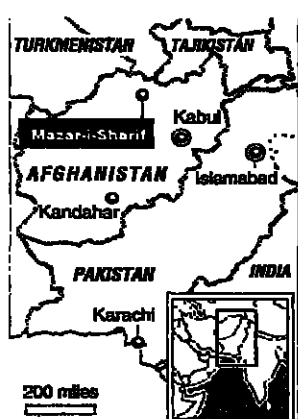 TURKMENISTAN
TAJIKISTAN
Mazar-i-Sharif
Kabul
AFGHANISTAN
Islamabad
Kandahar
PAKISTAN
INDIA
Karachi
200 miles